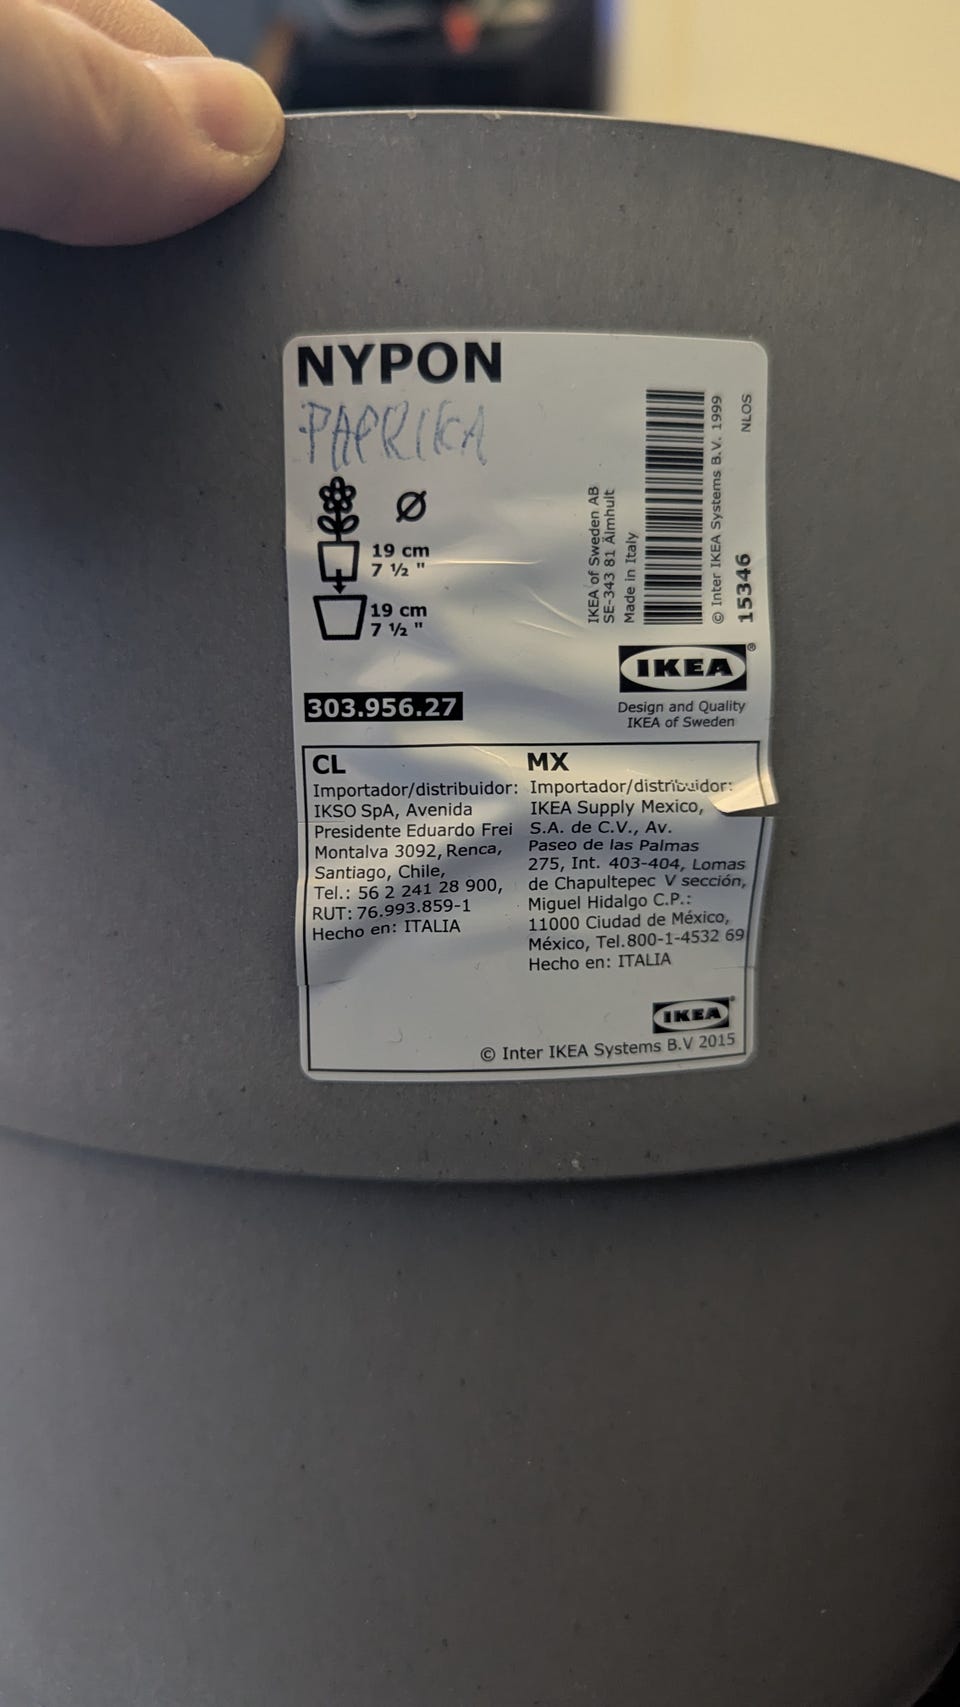 NYPON
PAPRIKA
Ø
19 cm
7 ½ "
19 cm
7 ½ "
303.956.27
IKEA of Sweden AB
SE-343 81 Älmhult
Made in Italy
© Inter IKEA Systems B.V. 1999
15346
NLOS
IKEA®
Design and Quality
IKEA of Sweden
CL
Importador/distribuidor:
IKSO SpA, Avenida
Presidente Eduardo Frei
Montalva 3092, Renca,
Santiago, Chile,
Tel.: 56 2 241 28 900,
RUT: 76.993.859-1
Hecho en: ITALIA
MX
Importador/distribuidor:
IKEA Supply Mexico,
S.A. de C.V., Av.
Paseo de las Palmas
275, Int. 403-404, Lomas
de Chapultepec V sección,
Miguel Hidalgo C.P.:
11000 Ciudad de México,
México, Tel.800-1-4532 69
Hecho en: ITALIA
IKEA®
© Inter IKEA Systems B.V 2015